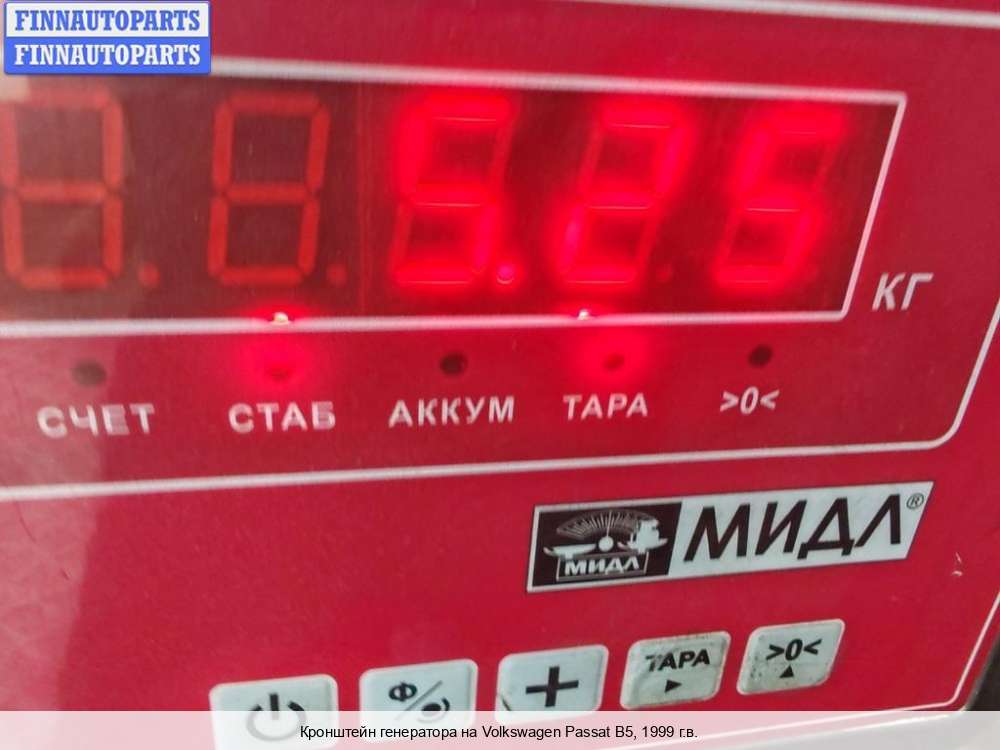 FINNAUTOPARTS
FINNAUTOPARTS
5.25
КГ
СЧЕТ СТАБ АККУМ ТАРА >0<
МИДЛ МИДЛ®
Ф ТАРА >0<
Кронштейн генератора на Volkswagen Passat B5, 1999 г.в.